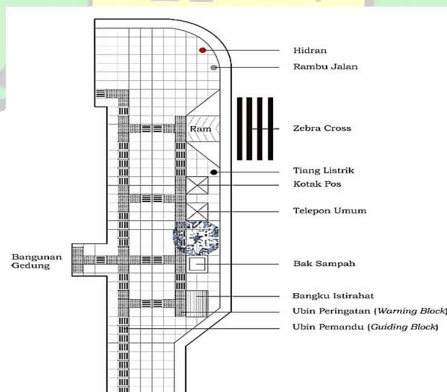 Hidran
Rambu Jalan
Ram
Zebra Cross
Tiang Listrik
Kotak Pos
Telepon Umum
Bangunan
Gedung
Bak Sampah
Bangku Istirahat
Ubin Peringatan (Warning Block)
Ubin Pemandu (Guiding Block)